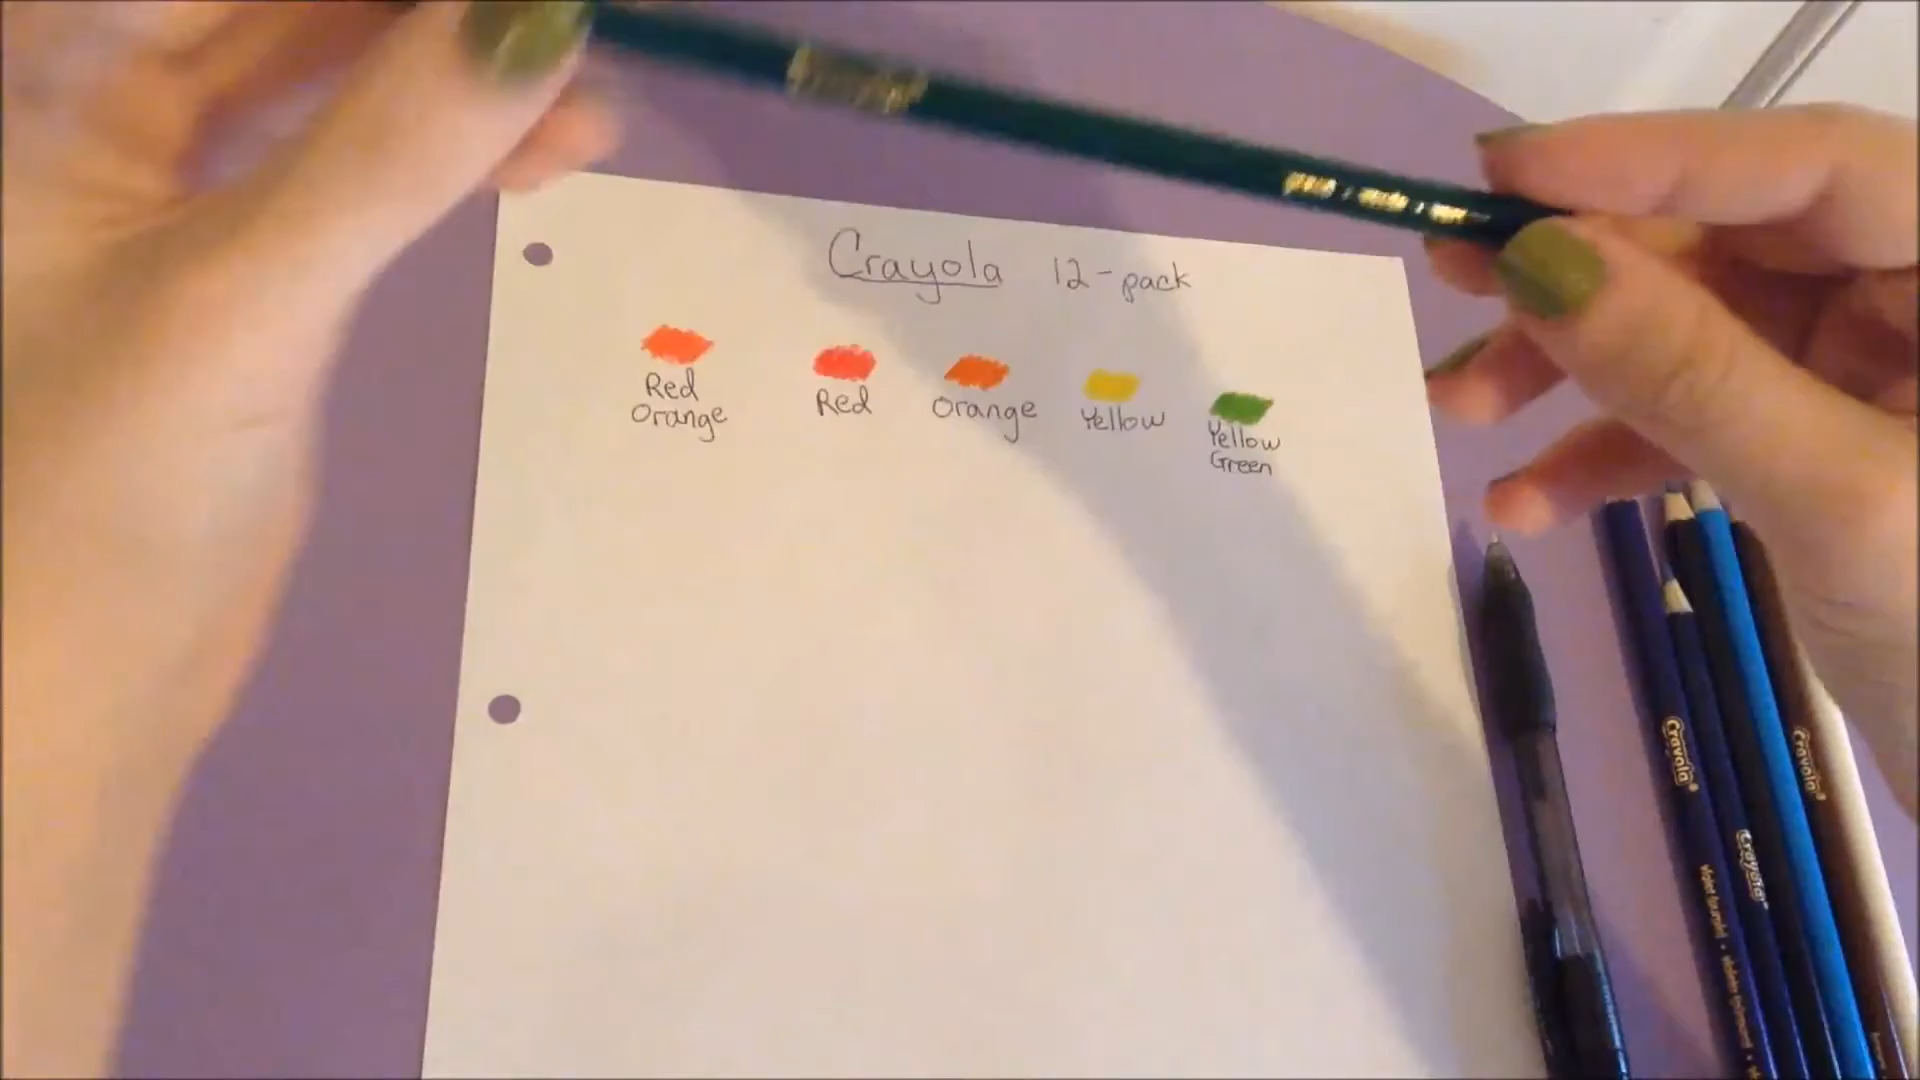 Crayola 12-pack
Red
Orange
Red
Orange
Yellow
Yellow
Green
Crayola
Crayola
Crayola